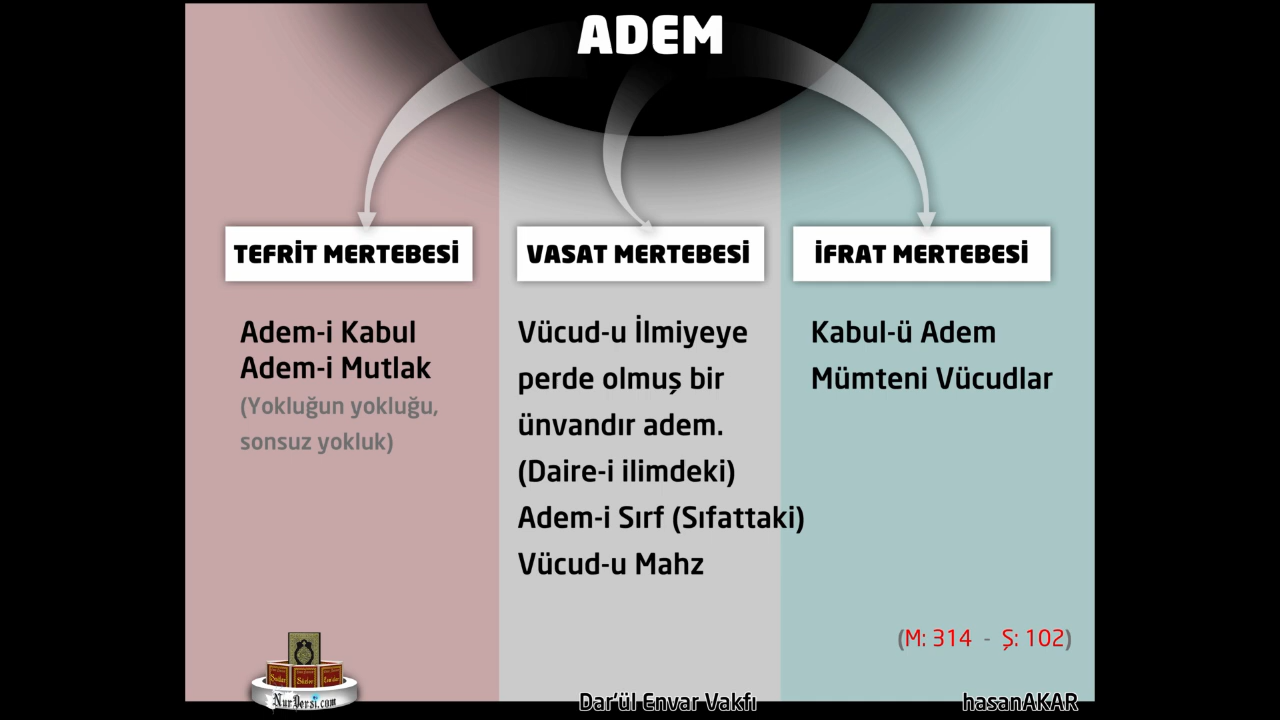 ADEM
TEFRİT MERTEBESİ
Adem-i Kabul
Adem-i Mutlak
(Yokluğun yokluğu,
sonsuz yokluk)
VASAT MERTEBESİ
Vücud-u İlmiyeye
perde olmuş bir
ünvandır adem.
(Daire-i ilimdeki)
Adem-i Sırf (Sıfattaki)
Vücud-u Mahz
İFRAT MERTEBESİ
Kabul-ü Adem
Mümteni Vücudlar
(M: 314 - Ş: 102)
NurDersi.com
Dar'ül Envar Vakfı
hasanAKAR